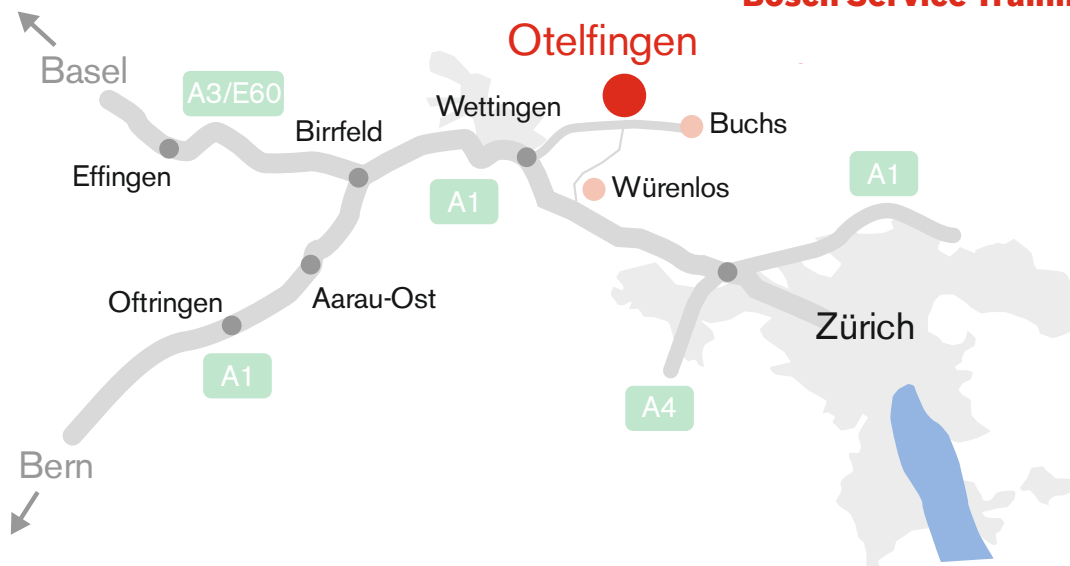 Otelfingen
Basel
A3/E60
Wettingen
Birrfeld
Buchs
Effingen
Würenlos
A1
A1
Oftringen
Aarau-Ost
Zürich
A1
A4
Bern